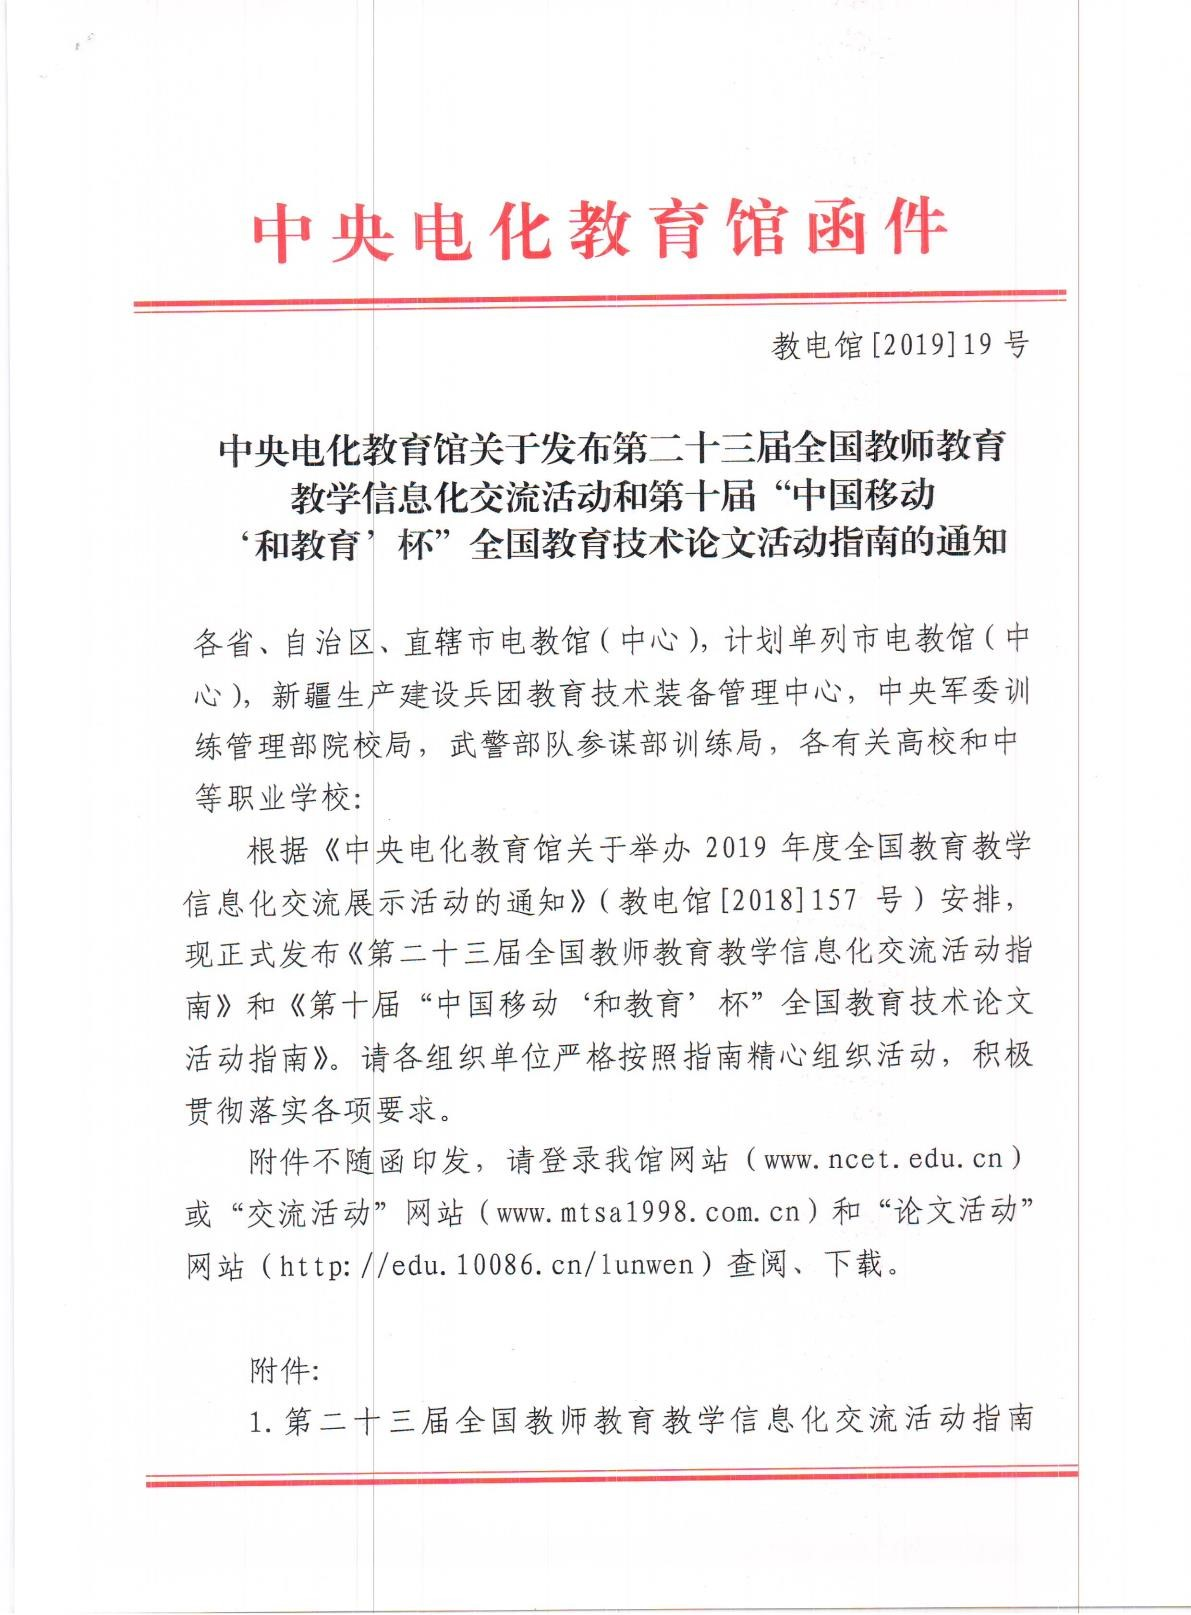 中央电化教育馆函件
教电馆[2019]19 号
中央电化教育馆关于发布第二十三届全国教师教育
教学信息化交流活动和第十届“中国移动
‘和教育’杯”全国教育技术论文活动指南的通知
各省、自治区、直辖市电教馆（中心），计划单列市电教馆（中
心），新疆生产建设兵团教育技术装备管理中心，中央军委训
练管理部院校局，武警部队参谋部训练局，各有关高校和中
等职业学校：
根据《中央电化教育馆关于举办 2019 年度全国教育教学
信息化交流展示活动的通知》（教电馆[2018]157 号）安排，
现正式发布《第二十三届全国教师教育教学信息化交流活动指
南》和《第十届“中国移动‘和教育’杯”全国教育技术论文
活动指南》。请各组织单位严格按照指南精心组织活动，积极
贯彻落实各项要求。
附件不随函印发，请登录我馆网站（www.ncet.edu.cn）
或“交流活动”网站（www.mtsa1998.com.cn）和“论文活动”
网站（http://edu.10086.cn/lunwen）查阅、下载。
附件：
1.第二十三届全国教师教育教学信息化交流活动指南